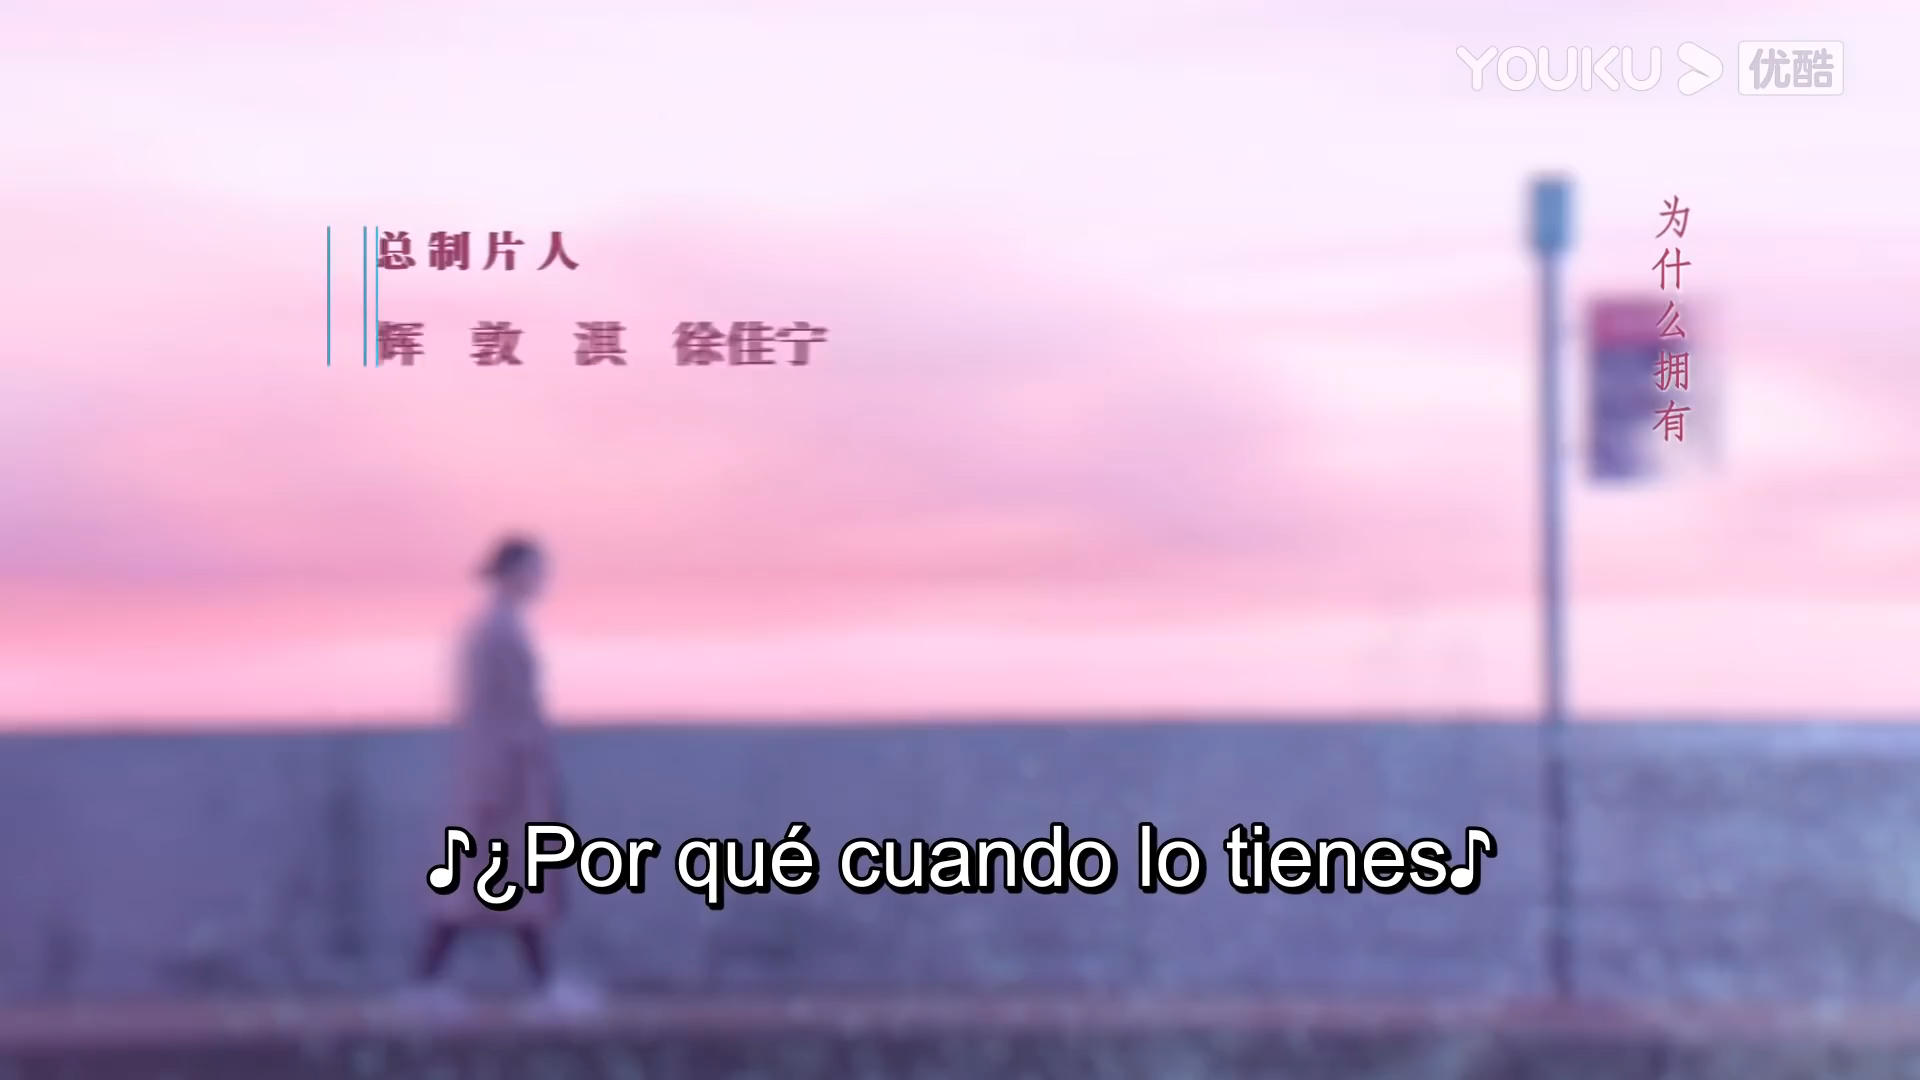 YOUKU 优酷
总制片人
辉 敦 淇 徐佳宁
为什么拥有
♪¿Por qué cuando lo tienes♪